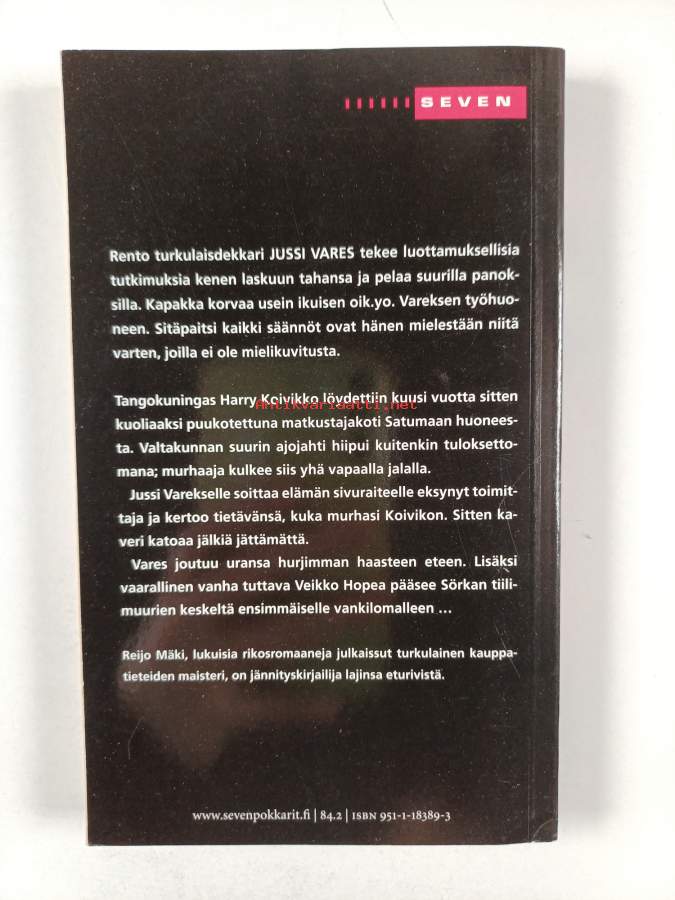 SEVEN
Rento turkulaisdekkari JUSSI VARES tekee luottamuksellisia
tutkimuksia kenen laskuun tahansa ja pelaa suurilla panok-
silla. Kapakka korvaa usein ikuisen oik.yo. Vareksen työhuo-
neen. Sitäpaitsi kaikki säännöt ovat hänen mielestään niitä
varten, joilla ei ole mielikuvitusta.
Tangokuningas Harry Koivikko löydettiin kuusi vuotta sitten
Antikvariaatti.net
kuoliaaksi puukotettuna matkustajakoti Satumaan huonees-
ta. Valtakunnan suurin ajojahti hiipui kuitenkin tuloksetto-
mana; murhaaja kulkee siis yhä vapaalla jalalla.
Jussi Varekselle soittaa elämän sivuraiteelle eksynyt toimit-
taja ja kertoo tietävänsä, kuka murhasi Koivikon. Sitten ka-
veri katoaa jälkiä jättämättä.
Vares joutuu uransa hurjimman haasteen eteen. Lisäksi
vaarallinen vanha tuttava Veikko Hopea pääsee Sörkan tiili-
muurien keskeltä ensimmäiselle vankilomalleen ...
Reijo Mäki, lukuisia rikosromaaneja julkaissut turkulainen kauppa-
tieteiden maisteri, on jännityskirjailija lajinsa eturivistä.
www.sevenpokkarit.fi | 84.2 | ISBN 951-1-18389-3